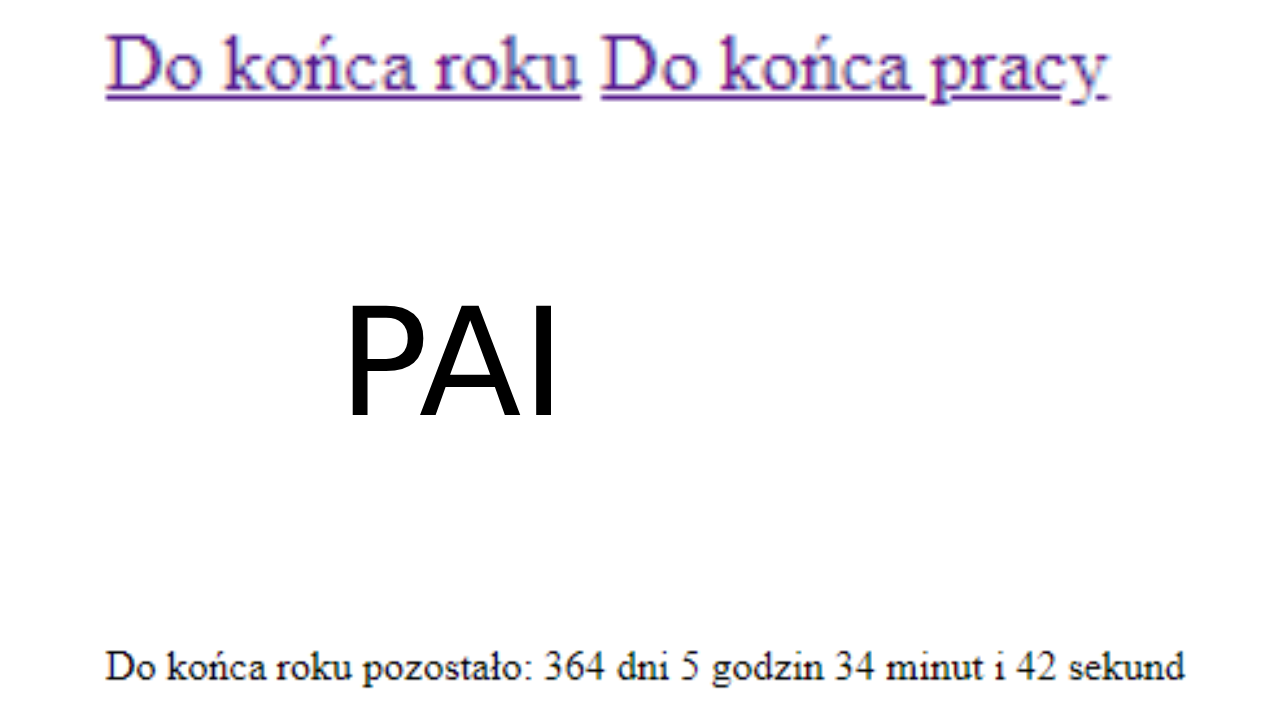 Do końca roku Do końca pracy
PAI
Do końca roku pozostało: 364 dni 5 godzin 34 minut i 42 sekund